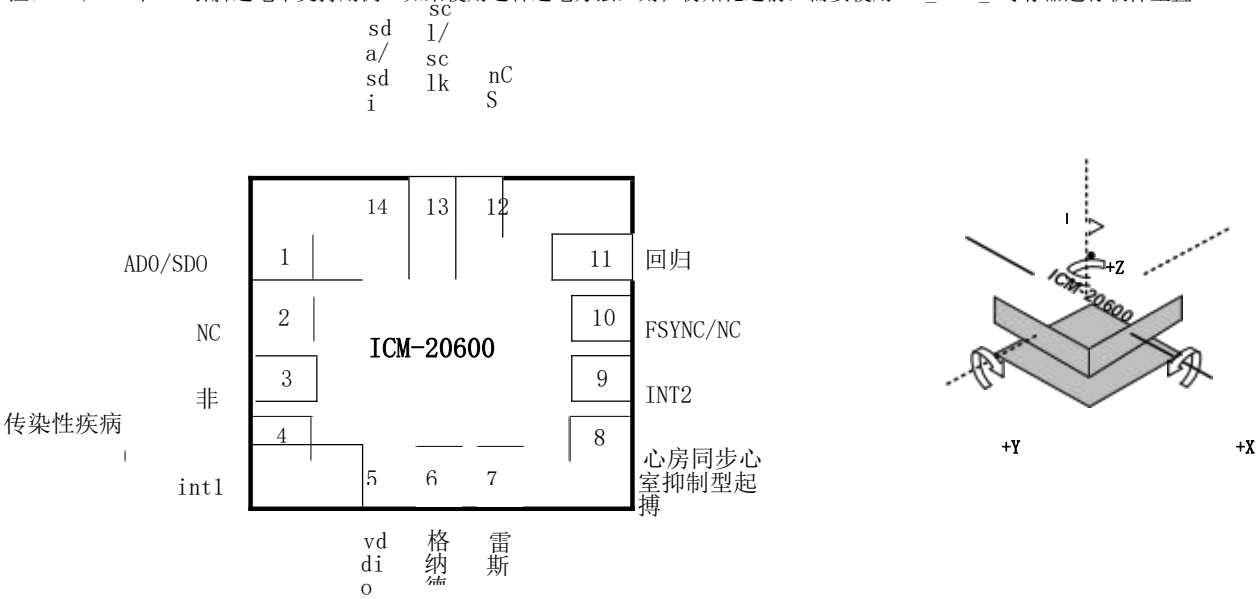 sc
sd l/
a/ sc
sd lk nC
i S
14 13 12
ADO/SDO 1 11 回归
NC 2 10 FSYNC/NC
ICM-20600
非 3 9 INT2
传染性疾病 4 8
心房同步心
室抑制型起
搏
int1 5 6 7
vd 格 雷
di 纳 斯
o 德
+Z
ICM-20600
+Y +X